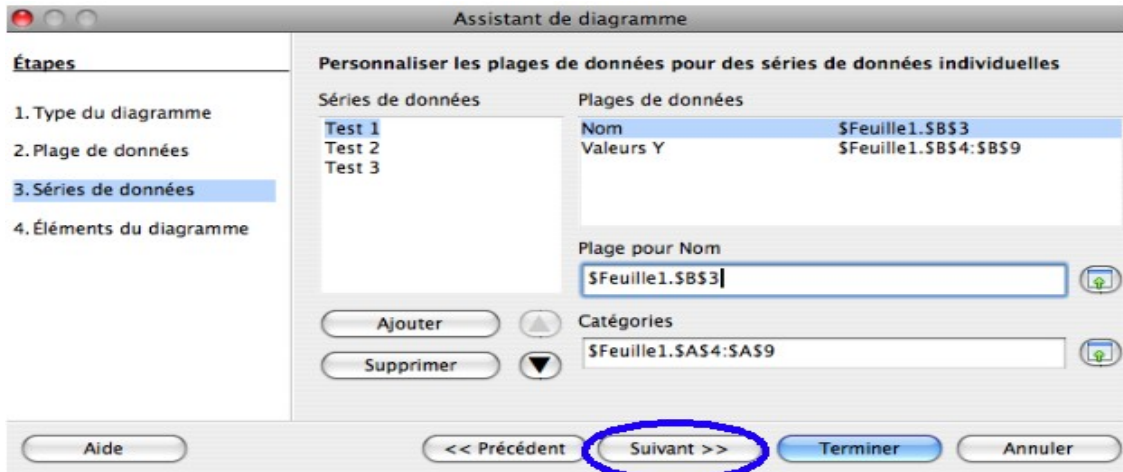 Assistant de diagramme
Étapes
1. Type du diagramme
2. Plage de données
3. Séries de données
4. Éléments du diagramme
Personnaliser les plages de données pour des séries de données individuelles
Séries de données
Test 1
Test 2
Test 3
Ajouter
Supprimer
Plages de données
Nom $Feuille1.$B$3
Valeurs Y $Feuille1.$B$4:$B$9
Plage pour Nom
$Feuille1.$B$3
Catégories
$Feuille1.$A$4:$A$9
Aide << Précédent Suivant >> Terminer Annuler